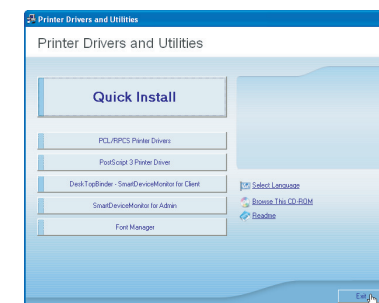 Printer Drivers and Utilities
Printer Drivers and Utilities
Quick Install
PCL/RPCS Printer Drivers
PostScript 3 Printer Driver
DeskTopBinder - SmartDeviceMonitor for Client
SmartDeviceMonitor for Admin
Font Manager
Select Language
Browse This CD-ROM
Readme
Exit